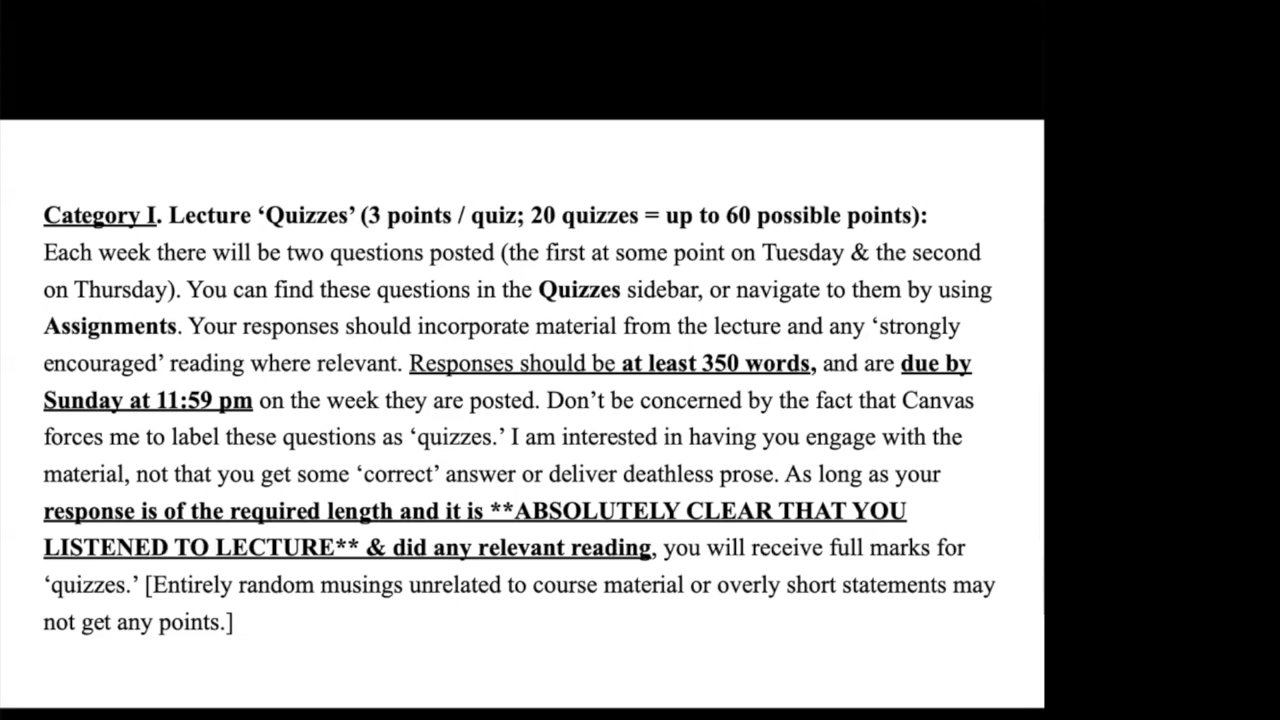 Category I. Lecture ‘Quizzes’ (3 points / quiz; 20 quizzes = up to 60 possible points):
Each week there will be two questions posted (the first at some point on Tuesday & the second
on Thursday). You can find these questions in the Quizzes sidebar, or navigate to them by using
Assignments. Your responses should incorporate material from the lecture and any ‘strongly
encouraged’ reading where relevant. Responses should be at least 350 words, and are due by
Sunday at 11:59 pm on the week they are posted. Don’t be concerned by the fact that Canvas
forces me to label these questions as ‘quizzes.’ I am interested in having you engage with the
material, not that you get some ‘correct’ answer or deliver deathless prose. As long as your
response is of the required length and it is **ABSOLUTELY CLEAR THAT YOU
LISTENED TO LECTURE** & did any relevant reading, you will receive full marks for
‘quizzes.’ [Entirely random musings unrelated to course material or overly short statements may
not get any points.]